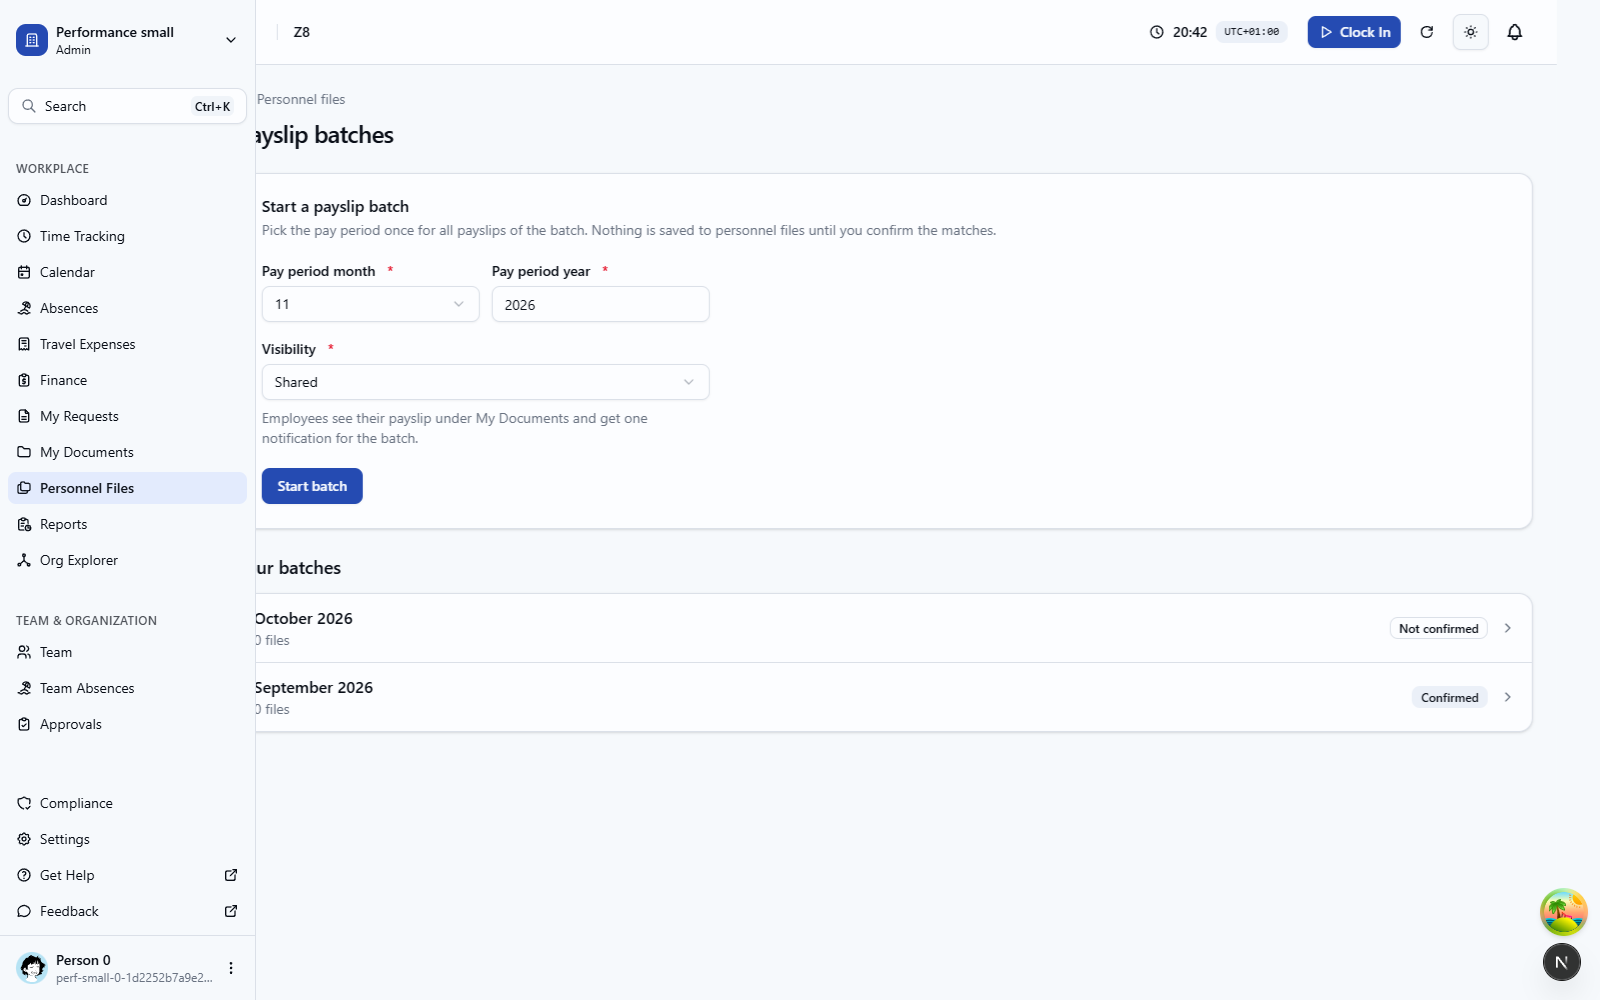 Performance small
Admin
Search
Ctrl+K
WORKPLACE
Dashboard
Time Tracking
Calendar
Absences
Travel Expenses
Finance
My Requests
My Documents
Personnel Files
Reports
Org Explorer
TEAM & ORGANIZATION
Team
Team Absences
Approvals
Compliance
Settings
Get Help
Feedback
Person 0
perf-small-0-1d2252b7a9e2...
Z8
20:42
UTC+01:00
Clock In
Personnel files
ayslip batches
Start a payslip batch
Pick the pay period once for all payslips of the batch. Nothing is saved to personnel files until you confirm the matches.
Pay period month *
Pay period year *
11
2026
Visibility *
Shared
Employees see their payslip under My Documents and get one
notification for the batch.
Start batch
ur batches
October 2026
0 files
Not confirmed
September 2026
0 files
Confirmed
N